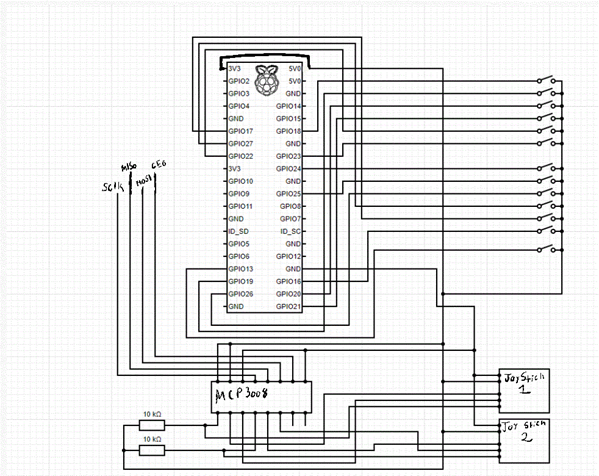 3V3 5V0
GPIO2 5V0
GPIO3 GND
GPIO4 GPIO14
GND GPIO15
GPIO17 GPIO18
GPIO27 GND
GPIO22 GPIO23
3V3 GPIO24
GPIO10 GND
GPIO9 GPIO25
GPIO11 GPIO8
GND GPIO7
ID_SD ID_SC
GPIO5 GND
GPIO6 GPIO12
GPIO13 GND
GPIO19 GPIO16
GPIO26 GPIO20
GND GPIO21
SClk
MISO
MOSI
CE0
MCP3008
Joy Stich
1
Joy Stich
2
10 kΩ
10 kΩ